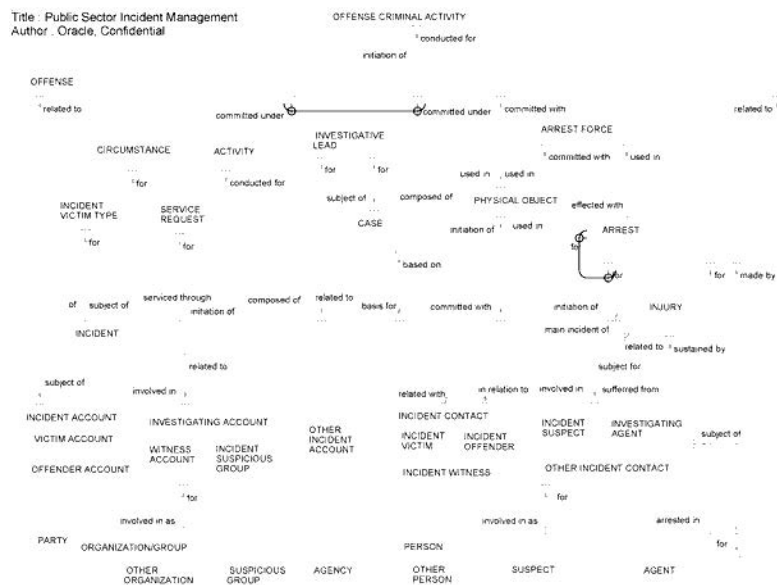 Title : Public Sector Incident Management
Author . Oracle, Confidential
OFFENSE CRIMINAL ACTIVITY
conducted for
initiation of
OFFENSE
related to
committed under
committed under
committed with
related to
INVESTIGATIVE
LEAD
ARREST FORCE
CIRCUMSTANCE
ACTIVITY
committed with
used in
for
conducted for
for
for
used in
used in
subject of
composed of
PHYSICAL OBJECT
effected with
INCIDENT
VICTIM TYPE
SERVICE
REQUEST
CASE
initiation of
used in
ARREST
for
for
for
based on
for
for
made by
of
subject of
serviced through
initiation of
composed of
related to
basis for
committed with
initiation of
INJURY
INCIDENT
main incident of
related to
sustained by
related to
subject for
subject of
involved in
related with
in relation to
involved in
sufferred from
INCIDENT ACCOUNT
INVESTIGATING ACCOUNT
INCIDENT CONTACT
VICTIM ACCOUNT
OTHER
INCIDENT
ACCOUNT
INCIDENT
SUSPECT
INVESTIGATING
AGENT
subject of
WITNESS
ACCOUNT
INCIDENT
SUSPICIOUS
GROUP
INCIDENT
VICTIM
INCIDENT
OFFENDER
OFFENDER ACCOUNT
INCIDENT WITNESS
OTHER INCIDENT CONTACT
for
for
involved in as
involved in as
arrested in
PARTY
ORGANIZATION/GROUP
PERSON
for
OTHER
ORGANIZATION
SUSPICIOUS
GROUP
AGENCY
OTHER
PERSON
SUSPECT
AGENT